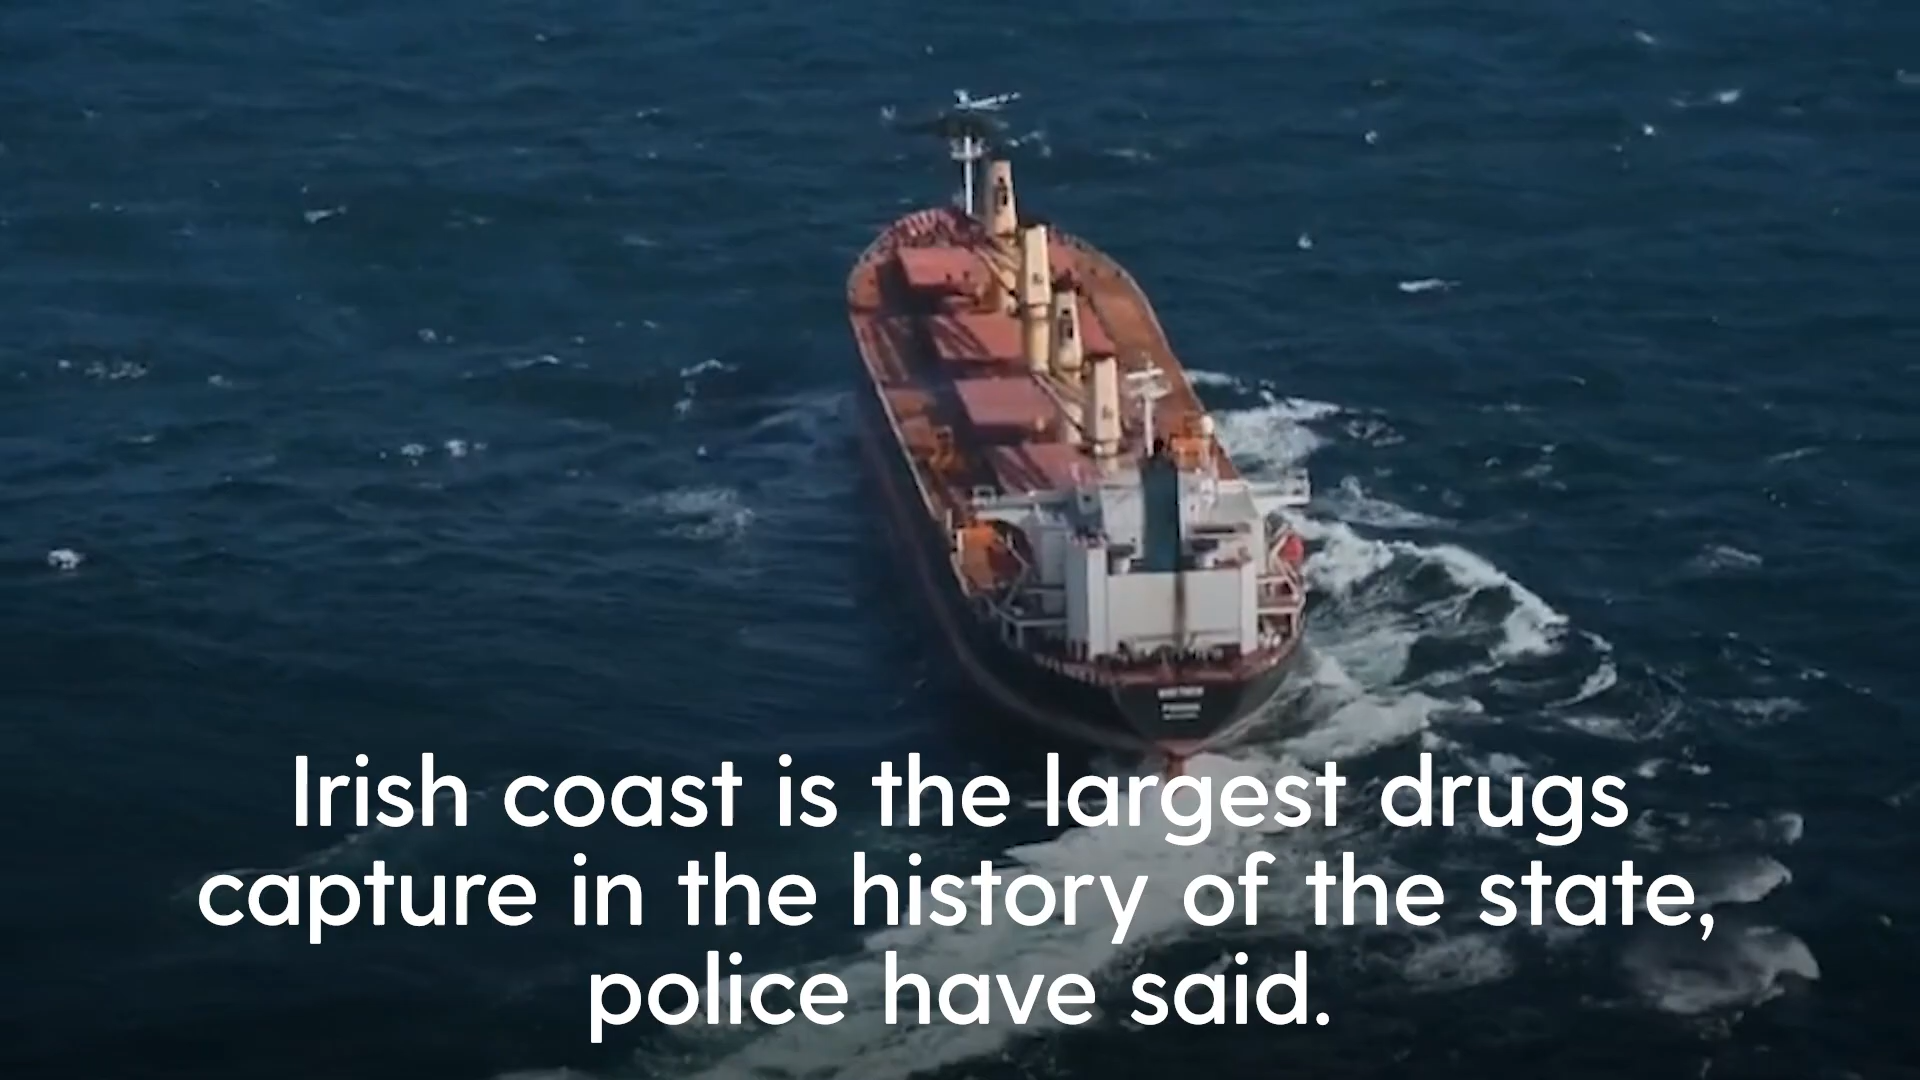 Irish coast is the largest drugs
capture in the history of the state,
police have said.